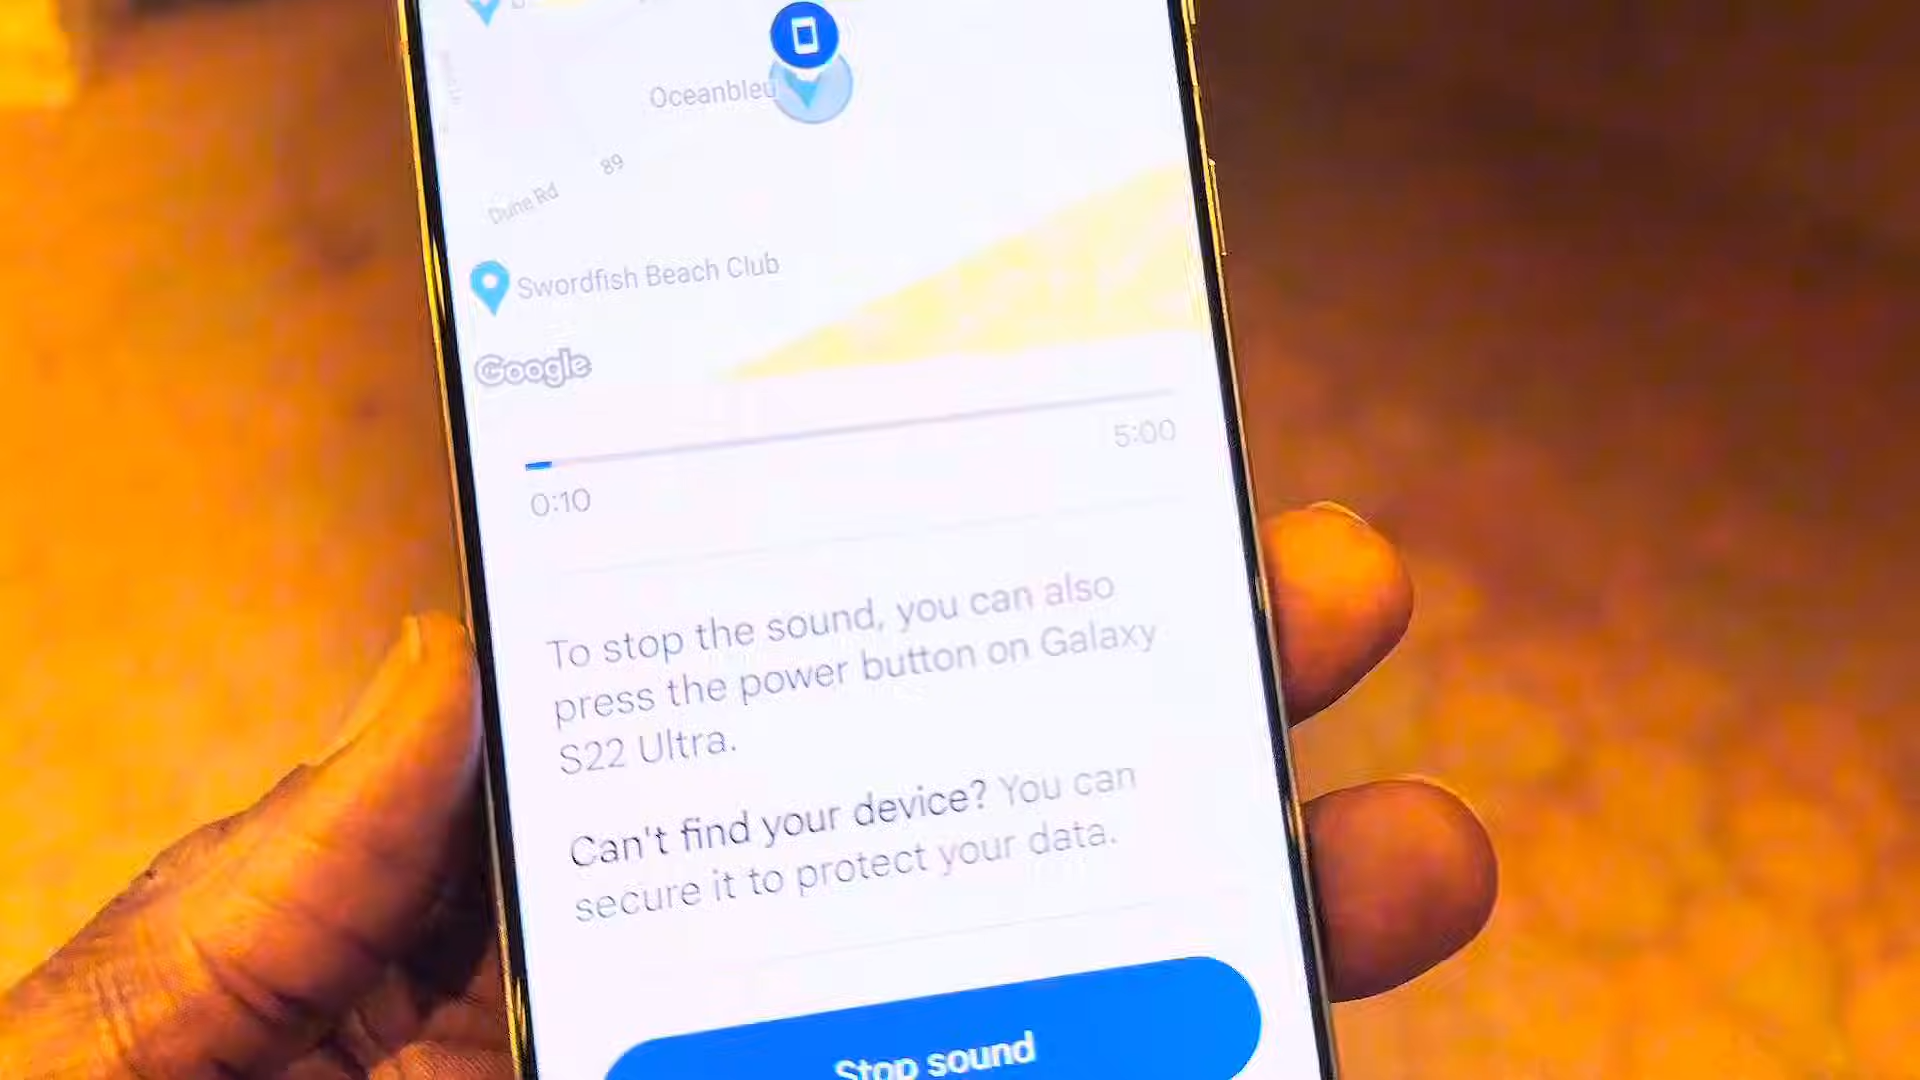 Oceanbleu
89
Dune Rd
Swordfish Beach Club
Google
5:00
0:10
To stop the sound, you can also
press the power button on Galaxy
S22 Ultra.
Can't find your device? You can
secure it to protect your data.
Stop sound